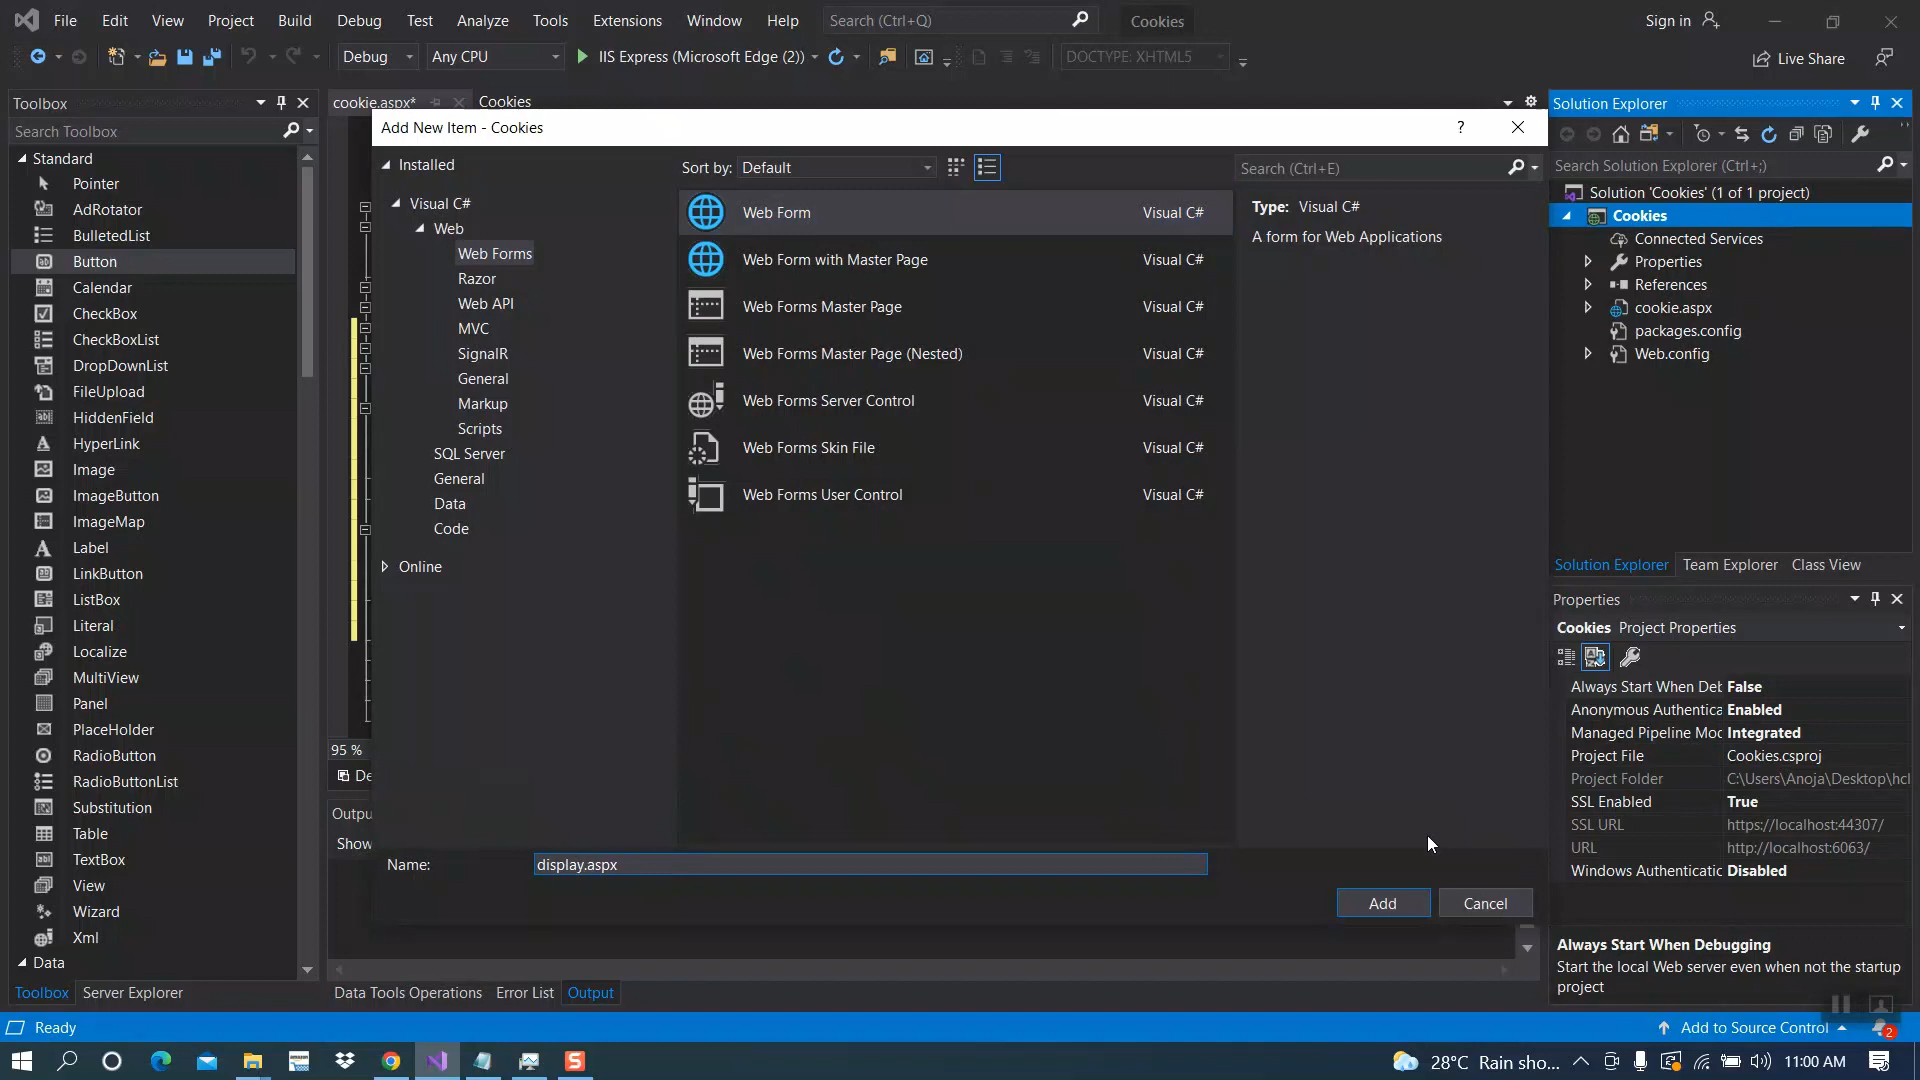 File Edit View Project Build Debug Test Analyze Tools Extensions Window Help Search (Ctrl+Q) Cookies Sign in
Debug Any CPU IIS Express (Microsoft Edge (2)) DOCTYPE: XHTML5 Live Share
Toolbox
Search Toolbox
Standard
Pointer
AdRotator
BulletedList
Button
Calendar
CheckBox
CheckBoxList
DropDownList
FileUpload
HiddenField
HyperLink
Image
ImageButton
ImageMap
Label
LinkButton
ListBox
Literal
Localize
MultiView
Panel
PlaceHolder
RadioButton
RadioButtonList
Substitution
Table
TextBox
View
Wizard
Xml
Data
Toolbox Server Explorer
cookie.aspx* Cookies
95 %
De
Outpu
Show
Add New Item - Cookies ?
Installed
Visual C#
Web
Web Forms
Razor
Web API
MVC
SignalR
General
Markup
Scripts
SQL Server
General
Data
Code
Online
Sort by: Default
Web Form Visual C#
Web Form with Master Page Visual C#
Web Forms Master Page Visual C#
Web Forms Master Page (Nested) Visual C#
Web Forms Server Control Visual C#
Web Forms Skin File Visual C#
Web Forms User Control Visual C#
Search (Ctrl+E)
Type: Visual C#
A form for Web Applications
Name: display.aspx
Add Cancel
Data Tools Operations Error List Output
Solution Explorer
Search Solution Explorer (Ctrl+;)
Solution 'Cookies' (1 of 1 project)
Cookies
Connected Services
Properties
References
cookie.aspx
packages.config
Web.config
Solution Explorer Team Explorer Class View
Properties
Cookies Project Properties
Always Start When Det False
Anonymous Authentica Enabled
Managed Pipeline Moc Integrated
Project File Cookies.csproj
Project Folder C:\Users\Anoja\Desktop\hcl
SSL Enabled True
SSL URL https://localhost:44307/
URL http://localhost:6063/
Windows Authenticatic Disabled
Always Start When Debugging
Start the local Web server even when not the startup
project
Ready Add to Source Control 2
28°C Rain sho... 11:00 AM